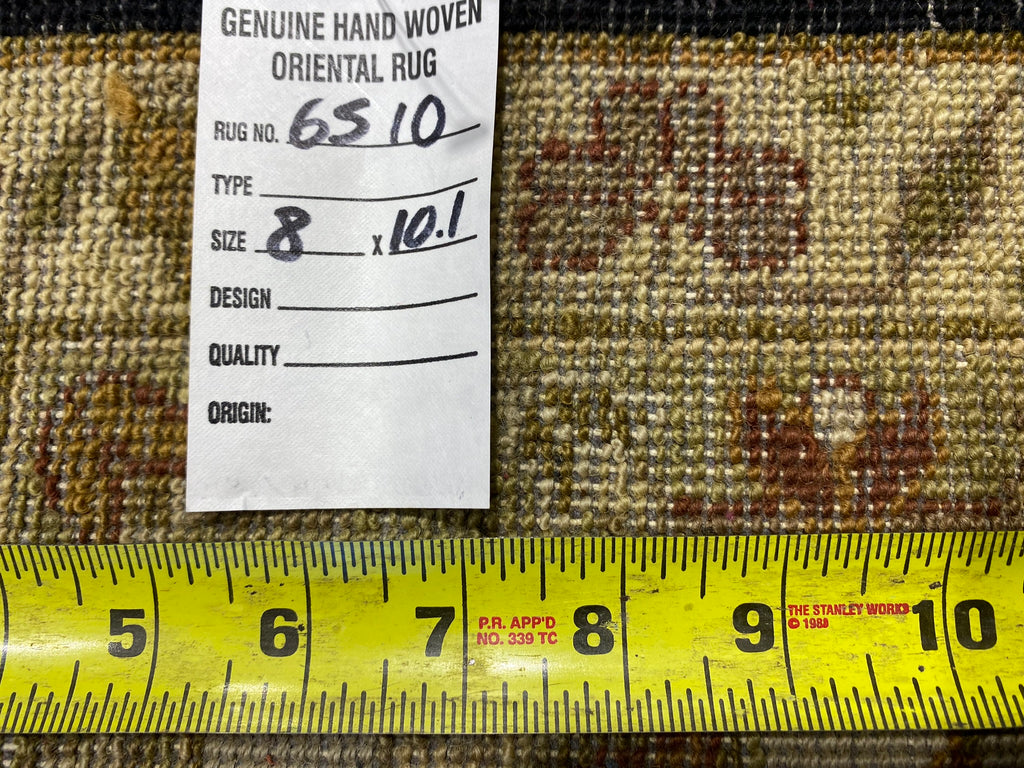 GENUINE HAND WOVEN
ORIENTAL RUG
RUG NO. 6510
TYPE
SIZE 8 x 10.1
DESIGN
QUALITY
ORIGIN:
5 6 7 P.R. APP'D NO. 339 TC 8 9 THE STANLEY WORKS © 1988 10